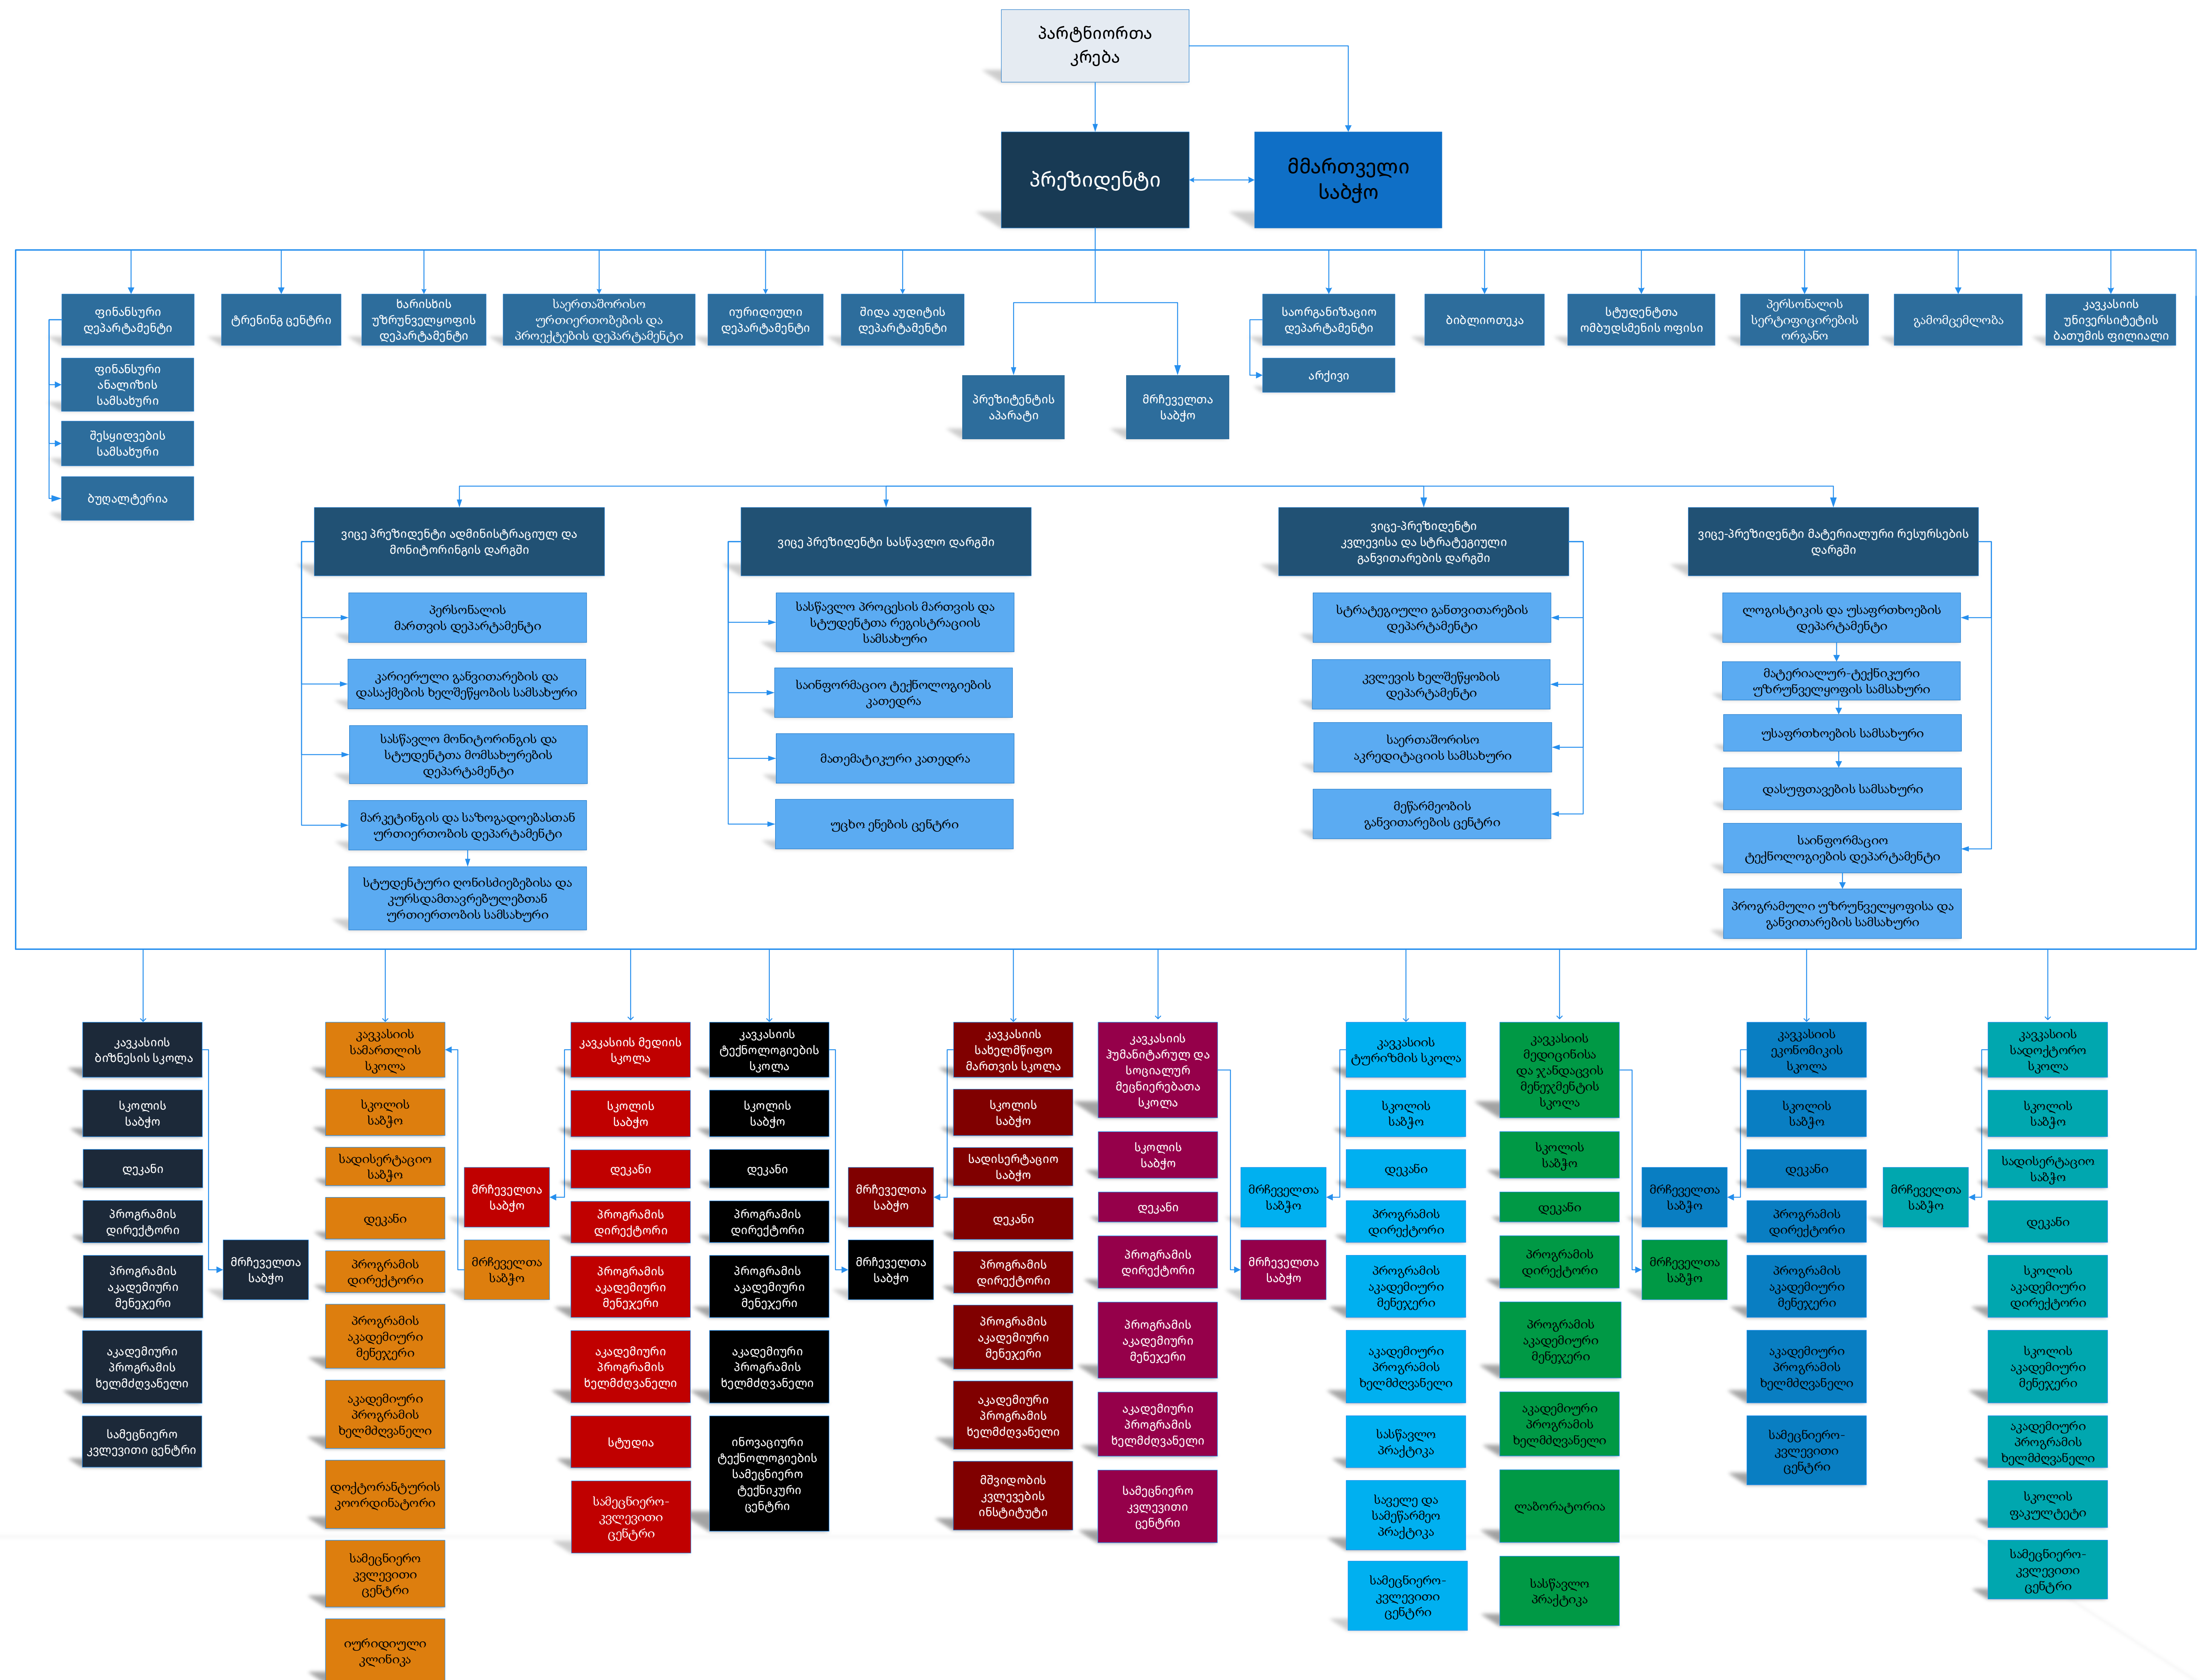 პარტნიორთა
კრება
პრეზიდენტი
მმართველი
საბჭო
ფინანსური
დეპარტამენტი
ტრენინგ ცენტრი
ხარისხის
უზრუნველყოფის
დეპარტამენტი
საერთაშორისო
ურთიერთობების და
პროექტების დეპარტამენტი
იურიდიული
დეპარტამენტი
შიდა აუდიტის
დეპარტამენტი
საორგანიზაციო
დეპარტამენტი
ბიბლიოთეკა
სტუდენტთა
ომბუდსმენის ოფისი
პერსონალის
სერტიფიცირების
ორგანო
გამომცემლობა
კავკასიის
უნივერსიტეტის
ბათუმის ფილიალი
ფინანსური
ანალიზის
სამსახური
შესყიდვების
სამსახური
ბუღალტერია
პრეზიტენტის
აპარატი
მრჩეველთა
საბჭო
არქივი
ვიცე პრეზიდენტი ადმინისტრაციულ და
მონიტორინგის დარგში
პერსონალის
მართვის დეპარტამენტი
კარიერული განვითარების და
დასაქმების ხელშეწყობის სამსახური
სასწავლო მონიტორინგის და
სტუდენტთა მომსახურების
დეპარტამენტი
მარკეტინგის და საზოგადოებასთან
ურთიერთობის დეპარტამენტი
სტუდენტური ღონისძიებებისა და
კურსდამთავრებულებთან
ურთიერთობის სამსახური
ვიცე პრეზიდენტი სასწავლო დარგში
სასწავლო პროცესის მართვის და
სტუდენტთა რეგისტრაციის
სამსახური
საინფორმაციო ტექნოლოგიების
კათედრა
მათემატიკური კათედრა
უცხო ენების ცენტრი
ვიცე-პრეზიდენტი
კვლევისა და სტრატეგიული
განვითარების დარგში
სტრატეგიული განთვითარების
დეპარტამენტი
კვლევის ხელშეწყობის
დეპარტამენტი
საერთაშორისო
აკრედიტაციის სამსახური
მეწარმეობის
განვითარების ცენტრი
ვიცე-პრეზიდენტი მატერიალური რესურსების
დარგში
ლოგისტიკის და უსაფრთხოების
დეპარტამენტი
მატერიალურ-ტექნიკური
უზრუნველყოფის სამსახური
უსაფრთხოების სამსახური
დასუფთავების სამსახური
საინფორმაციო
ტექნოლოგიების დეპარტამენტი
პროგრამული უზრუნველყოფისა და
განვითარების სამსახური
კავკასიის
ბიზნესის სკოლა
სკოლის
საბჭო
დეკანი
პროგრამის
დირექტორი
პროგრამის
აკადემიური
მენეჯერი
აკადემიური
პროგრამის
ხელმძღვანელი
სამეცნიერო
კვლევითი ცენტრი
მრჩეველთა
საბჭო
კავკასიის
სამართლის
სკოლა
სკოლის
საბჭო
სადისერტაციო
საბჭო
დეკანი
პროგრამის
დირექტორი
პროგრამის
აკადემიური
მენეჯერი
აკადემიური
პროგრამის
ხელმძღვანელი
დოქტორანტურის
კოორდინატორი
სამეცნიერო
კვლევითი
ცენტრი
იურიდიული
კლინიკა
მრჩეველთა
საბჭო
მრჩეველთა
საბჭო
კავკასიის მედიის
სკოლა
სკოლის
საბჭო
დეკანი
პროგრამის
დირექტორი
პროგრამის
აკადემიური
მენეჯერი
აკადემიური
პროგრამის
ხელმძღვანელი
სტუდია
სამეცნიერო-
კვლევითი
ცენტრი
კავკასიის
ტექნოლოგიების
სკოლა
სკოლის
საბჭო
დეკანი
პროგრამის
დირექტორი
პროგრამის
აკადემიური
მენეჯერი
აკადემიური
პროგრამის
ხელმძღვანელი
ინოვაციური
ტექნოლოგიების
სამეცნიერო
ტექნიკური
ცენტრი
მრჩეველთა
საბჭო
მრჩეველთა
საბჭო
კავკასიის
სახელმწიფო
მართვის სკოლა
სკოლის
საბჭო
სადისერტაციო
საბჭო
დეკანი
პროგრამის
დირექტორი
პროგრამის
აკადემიური
მენეჯერი
აკადემიური
პროგრამის
ხელმძღვანელი
მშვიდობის
კვლევების
ინსტიტუტი
კავკასიის
ჰუმანიტარულ და
სოციალურ
მეცნიერებათა
სკოლა
სკოლის
საბჭო
დეკანი
პროგრამის
დირექტორი
პროგრამის
აკადემიური
მენეჯერი
აკადემიური
პროგრამის
ხელმძღვანელი
სამეცნიერო
კვლევითი
ცენტრი
მრჩეველთა
საბჭო
მრჩეველთა
საბჭო
კავკასიის
ტურიზმის სკოლა
სკოლის
საბჭო
დეკანი
პროგრამის
დირექტორი
პროგრამის
აკადემიური
მენეჯერი
აკადემიური
პროგრამის
ხელმძღვანელი
სასწავლო
პრაქტიკა
საველე და
სამეწარმეო
პრაქტიკა
სამეცნიერო-
კვლევითი
ცენტრი
კავკასიის
მედიცინისა
და ჯანდაცვის
მენეჯმენტის
სკოლა
სკოლის
საბჭო
დეკანი
პროგრამის
დირექტორი
პროგრამის
აკადემიური
მენეჯერი
აკადემიური
პროგრამის
ხელმძღვანელი
ლაბორატორია
სასწავლო
პრაქტიკა
მრჩეველთა
საბჭო
მრჩეველთა
საბჭო
კავკასიის
ეკონომიკის
სკოლა
სკოლის
საბჭო
დეკანი
პროგრამის
დირექტორი
პროგრამის
აკადემიური
მენეჯერი
აკადემიური
პროგრამის
ხელმძღვანელი
სამეცნიერო-
კვლევითი
ცენტრი
მრჩეველთა
საბჭო
კავკასიის
სადოქტორო
სკოლა
სკოლის
საბჭო
სადისერტაციო
საბჭო
დეკანი
სკოლის
აკადემიური
დირექტორი
სკოლის
აკადემიური
მენეჯერი
აკადემიური
პროგრამის
ხელმძღვანელი
სკოლის
ფაკულტეტი
სამეცნიერო-
კვლევითი
ცენტრი